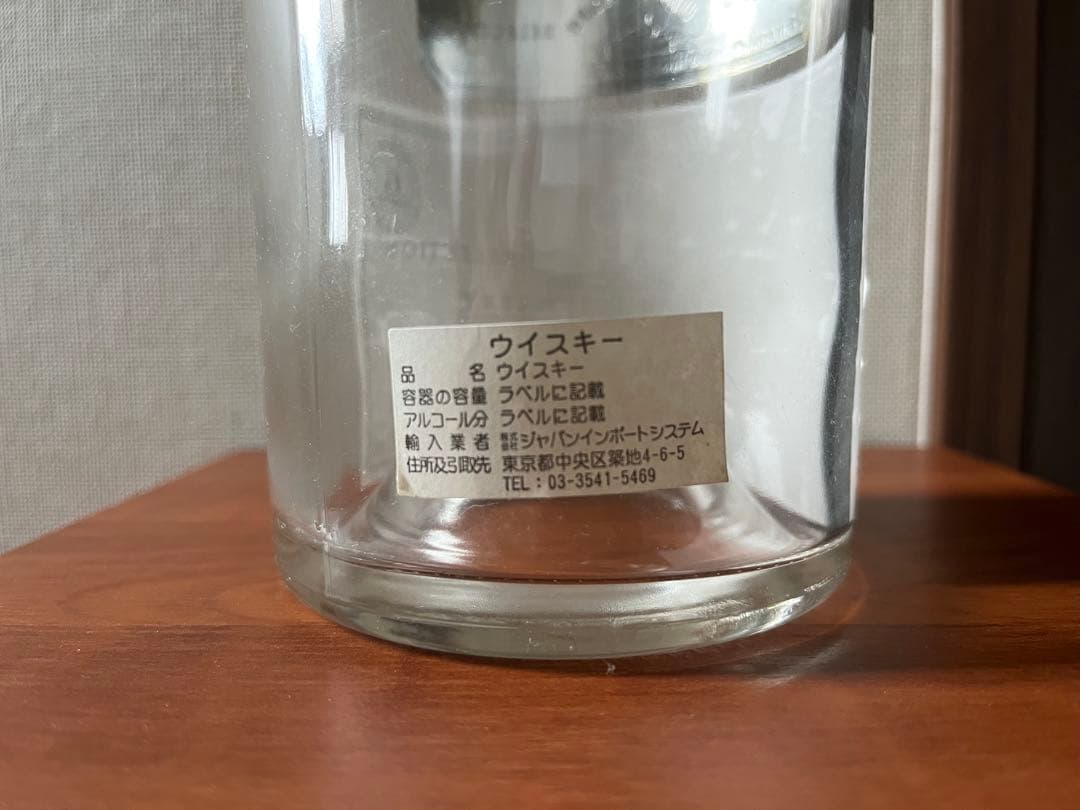 ウイスキー
品 名 ウイスキー
容器の容量 ラベルに記載
アルコール分 ラベルに記載
輸入業者 株式会社ジャパンインポートシステム
住所及引取先 東京都中央区築地4-6-5
TEL：03-3541-5469